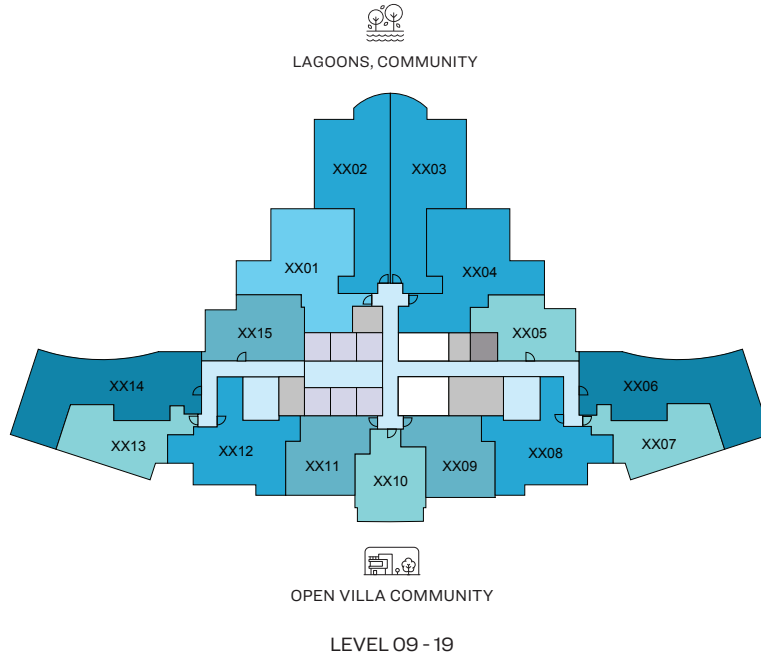 LAGOONS, COMMUNITY
XX02
XX03
XX01
XX04
XX15
XX05
XX14
XX06
XX13
XX12
XX11
XX10
XX09
XX08
XX07
OPEN VILLA COMMUNITY
LEVEL 09 - 19